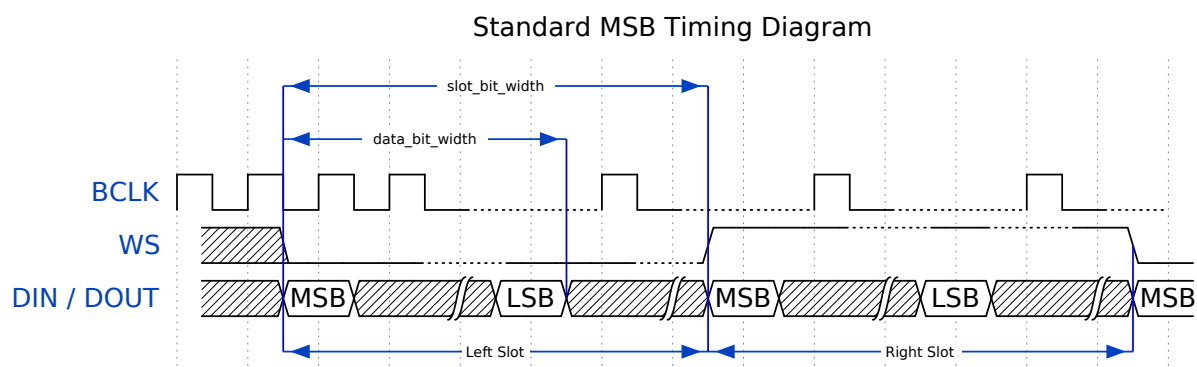 Standard MSB Timing Diagram
slot_bit_width
data_bit_width
BCLK
WS
DIN / DOUT
MSB
LSB
MSB
LSB
MSB
Left Slot
Right Slot